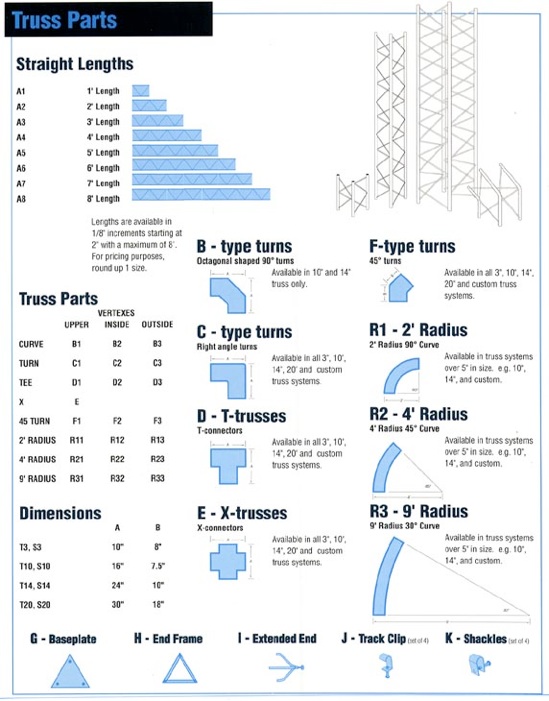 Truss Parts
Straight Lengths
A1 1' Length
A2 2' Length
A3 3' Length
A4 4' Length
A5 5' Length
A6 6' Length
A7 7' Length
A8 8' Length
Lengths are available in
1/8" increments starting at
2' with a maximum of 8'.
For pricing purposes,
round up 1 size.
Truss Parts
VERTEXES
UPPER INSIDE OUTSIDE
CURVE B1 B2 B3
TURN C1 C2 C3
TEE D1 D2 D3
X E
45 TURN F1 F2 F3
2' RADIUS R11 R12 R13
4' RADIUS R21 R22 R23
9' RADIUS R31 R32 R33
Dimensions
A B
T3, S3 10" 8"
T10, S10 16" 7.5"
T14, S14 24" 10"
T20, S20 30" 18"
B - type turns
Octagonal shaped 90° turns
Available in 10" and 14"
truss only.
C - type turns
Right angle turns
Available in all 3", 10',
14", 20' and custom
truss systems.
D - T-trusses
T-connectors
Available in all 3", 10',
14", 20' and custom
truss systems.
E - X-trusses
X-connectors
Available in all 3", 10',
14", 20' and custom
truss systems.
F-type turns
45° turns
Available in all 3", 10", 14",
20" and custom truss
systems.
R1 - 2' Radius
2' Radius 90° Curve
Available in truss systems
over 5" in size. e.g. 10",
14", and custom.
R2 - 4' Radius
4' Radius 45° Curve
Available in truss systems
over 5" in size. e.g. 10",
14", and custom.
R3 - 9' Radius
9' Radius 30° Curve
Available in truss systems
over 5" in size. e.g. 10",
14", and custom.
G - Baseplate
H - End Frame
I - Extended End
J - Track Clip (set of 4)
K - Shackles (set of 4)